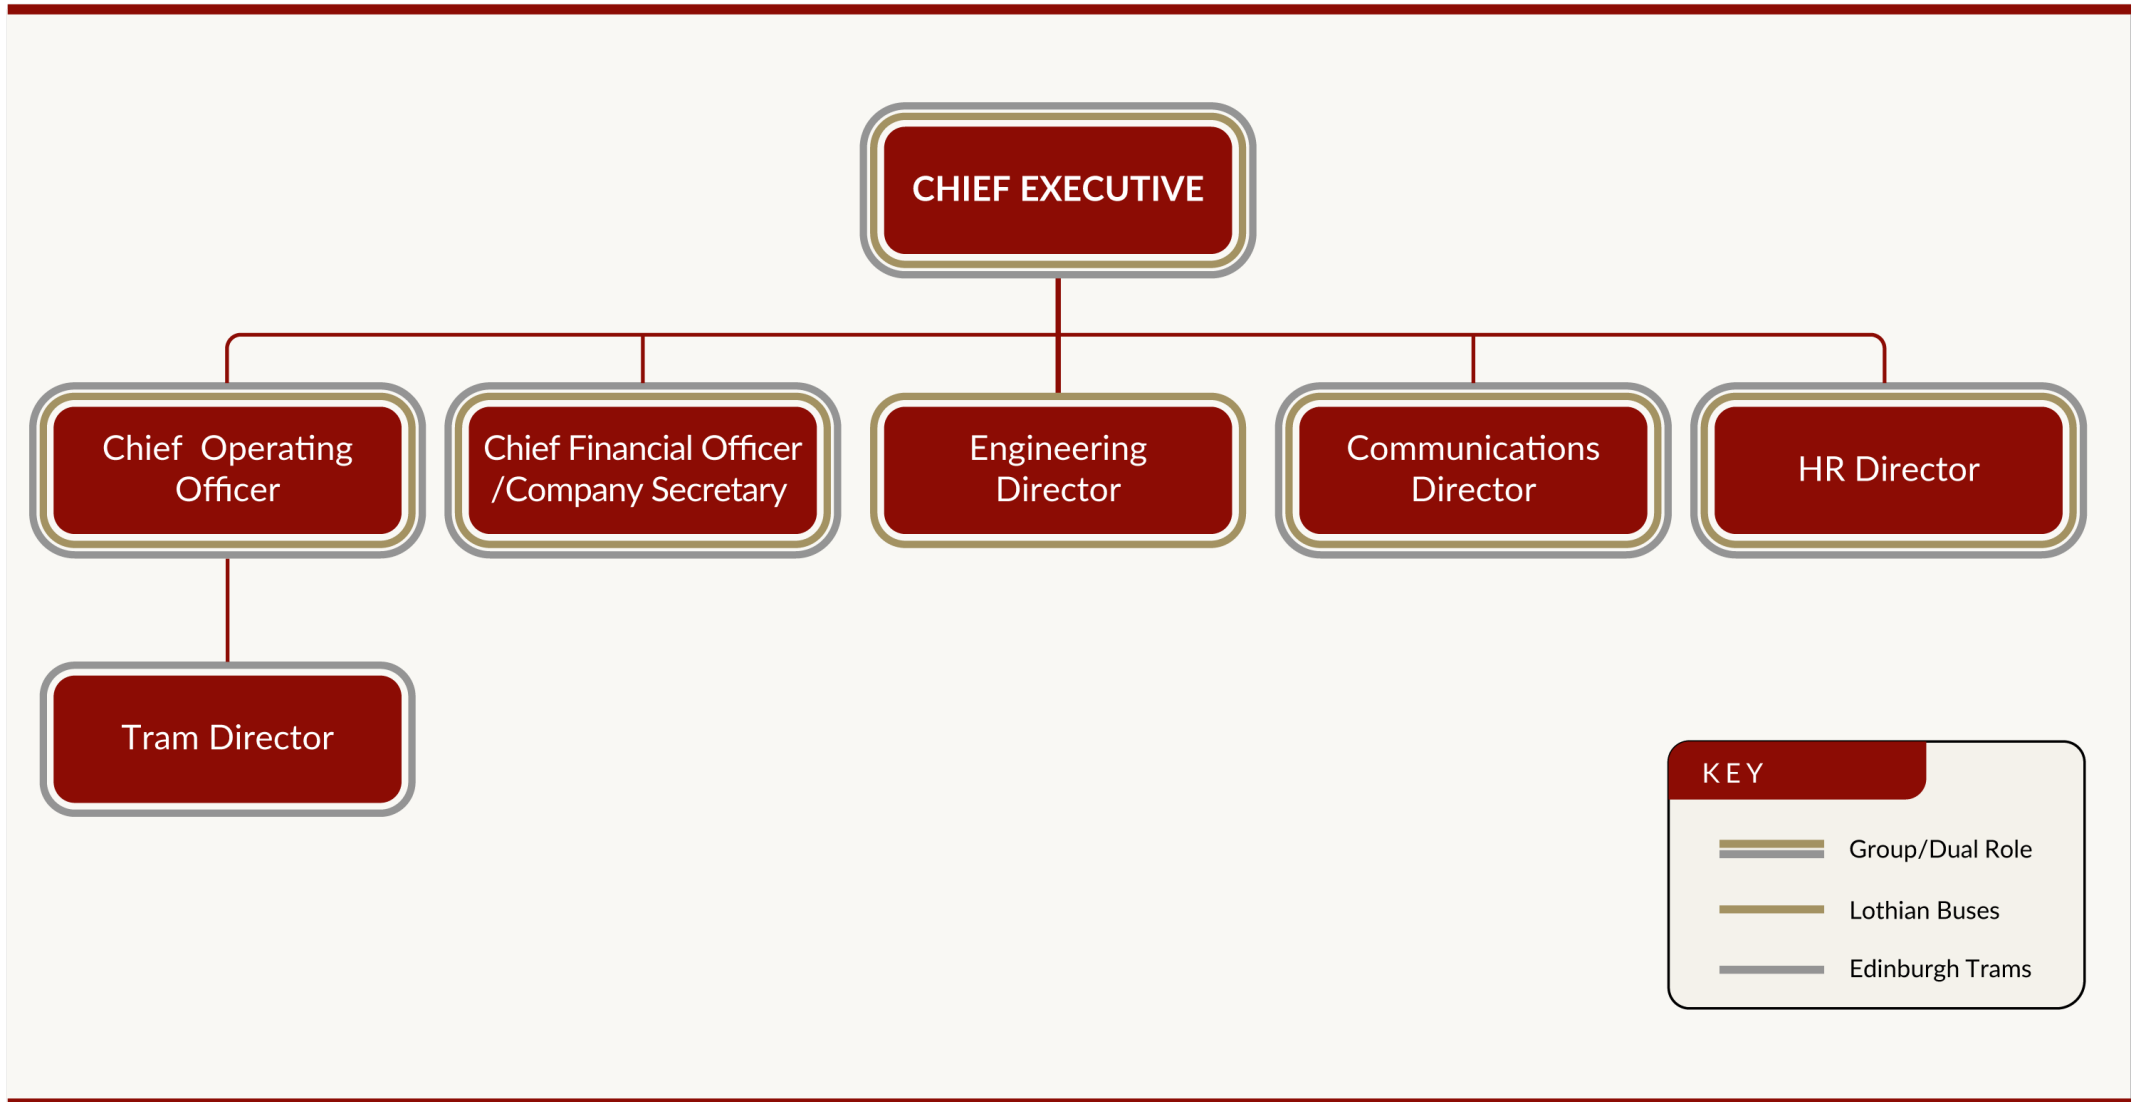 CHIEF EXECUTIVE
Chief  Operating
Officer
Chief Financial Officer
/Company Secretary
Engineering
Director
Communications
Director
HR Director
Tram Director
KEY
Group/Dual Role
Lothian Buses
Edinburgh Trams